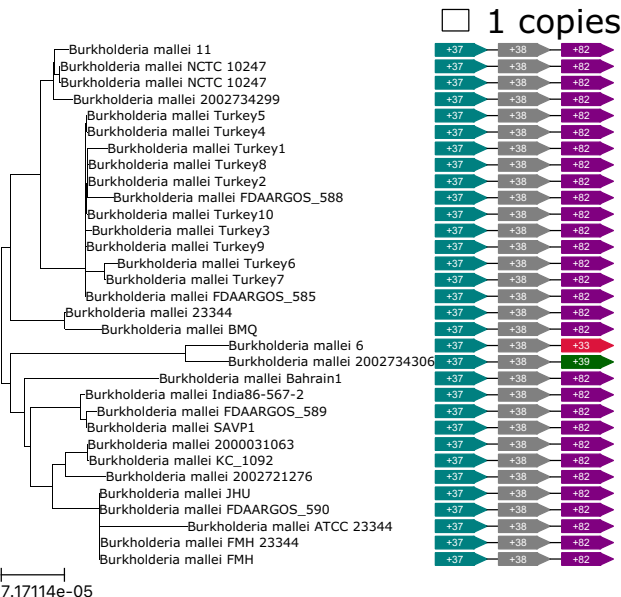 1 copies
Burkholderia mallei 11 +37 +38 +82
Burkholderia mallei NCTC 10247 +37 +38 +82
Burkholderia mallei NCTC 10247 +37 +38 +82
Burkholderia mallei 2002734299 +37 +38 +82
Burkholderia mallei Turkey5 +37 +38 +82
Burkholderia mallei Turkey4 +37 +38 +82
Burkholderia mallei Turkey1 +37 +38 +82
Burkholderia mallei Turkey8 +37 +38 +82
Burkholderia mallei Turkey2 +37 +38 +82
Burkholderia mallei FDAARGOS_588 +37 +38 +82
Burkholderia mallei Turkey10 +37 +38 +82
Burkholderia mallei Turkey3 +37 +38 +82
Burkholderia mallei Turkey9 +37 +38 +82
Burkholderia mallei Turkey6 +37 +38 +82
Burkholderia mallei Turkey7 +37 +38 +82
Burkholderia mallei FDAARGOS_585 +37 +38 +82
Burkholderia mallei 23344 +37 +38 +82
Burkholderia mallei BMQ +37 +38 +82
Burkholderia mallei 6 +37 +38 +33
Burkholderia mallei 2002734306 +37 +38 +39
Burkholderia mallei Bahrain1 +37 +38 +82
Burkholderia mallei India86-567-2 +37 +38 +82
Burkholderia mallei FDAARGOS_589 +37 +38 +82
Burkholderia mallei SAVP1 +37 +38 +82
Burkholderia mallei 2000031063 +37 +38 +82
Burkholderia mallei KC_1092 +37 +38 +82
Burkholderia mallei 2002721276 +37 +38 +82
Burkholderia mallei JHU +37 +38 +82
Burkholderia mallei FDAARGOS_590 +37 +38 +82
Burkholderia mallei ATCC 23344 +37 +38 +82
Burkholderia mallei FMH 23344 +37 +38 +82
Burkholderia mallei FMH +37 +38 +82
7.17114e-05